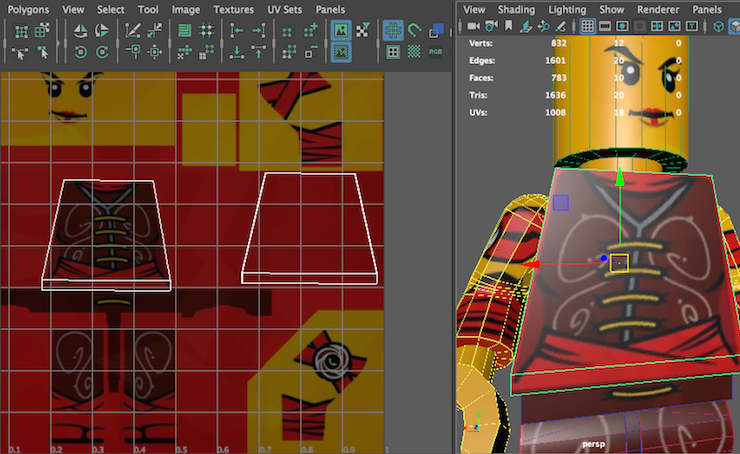 Polygons View Select Tool Image Textures UV Sets Panels
RGB
0.1 0.2 0.3 0.4 0.5 0.6 0.7 0.8 0.9 1
View Shading Lighting Show Renderer Panels
Verts: 832 12 0
Edges: 1601 20 0
Faces: 783 10 0
Tris: 1636 20 0
UVs: 1008 18 0
persp